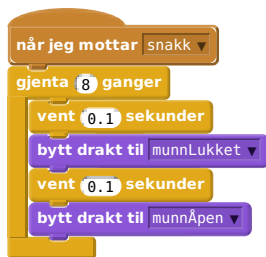 når jeg mottar snakk
gjenta 8 ganger
vent 0.1 sekunder
bytt drakt til munnLukket
vent 0.1 sekunder
bytt drakt til munnÅpen